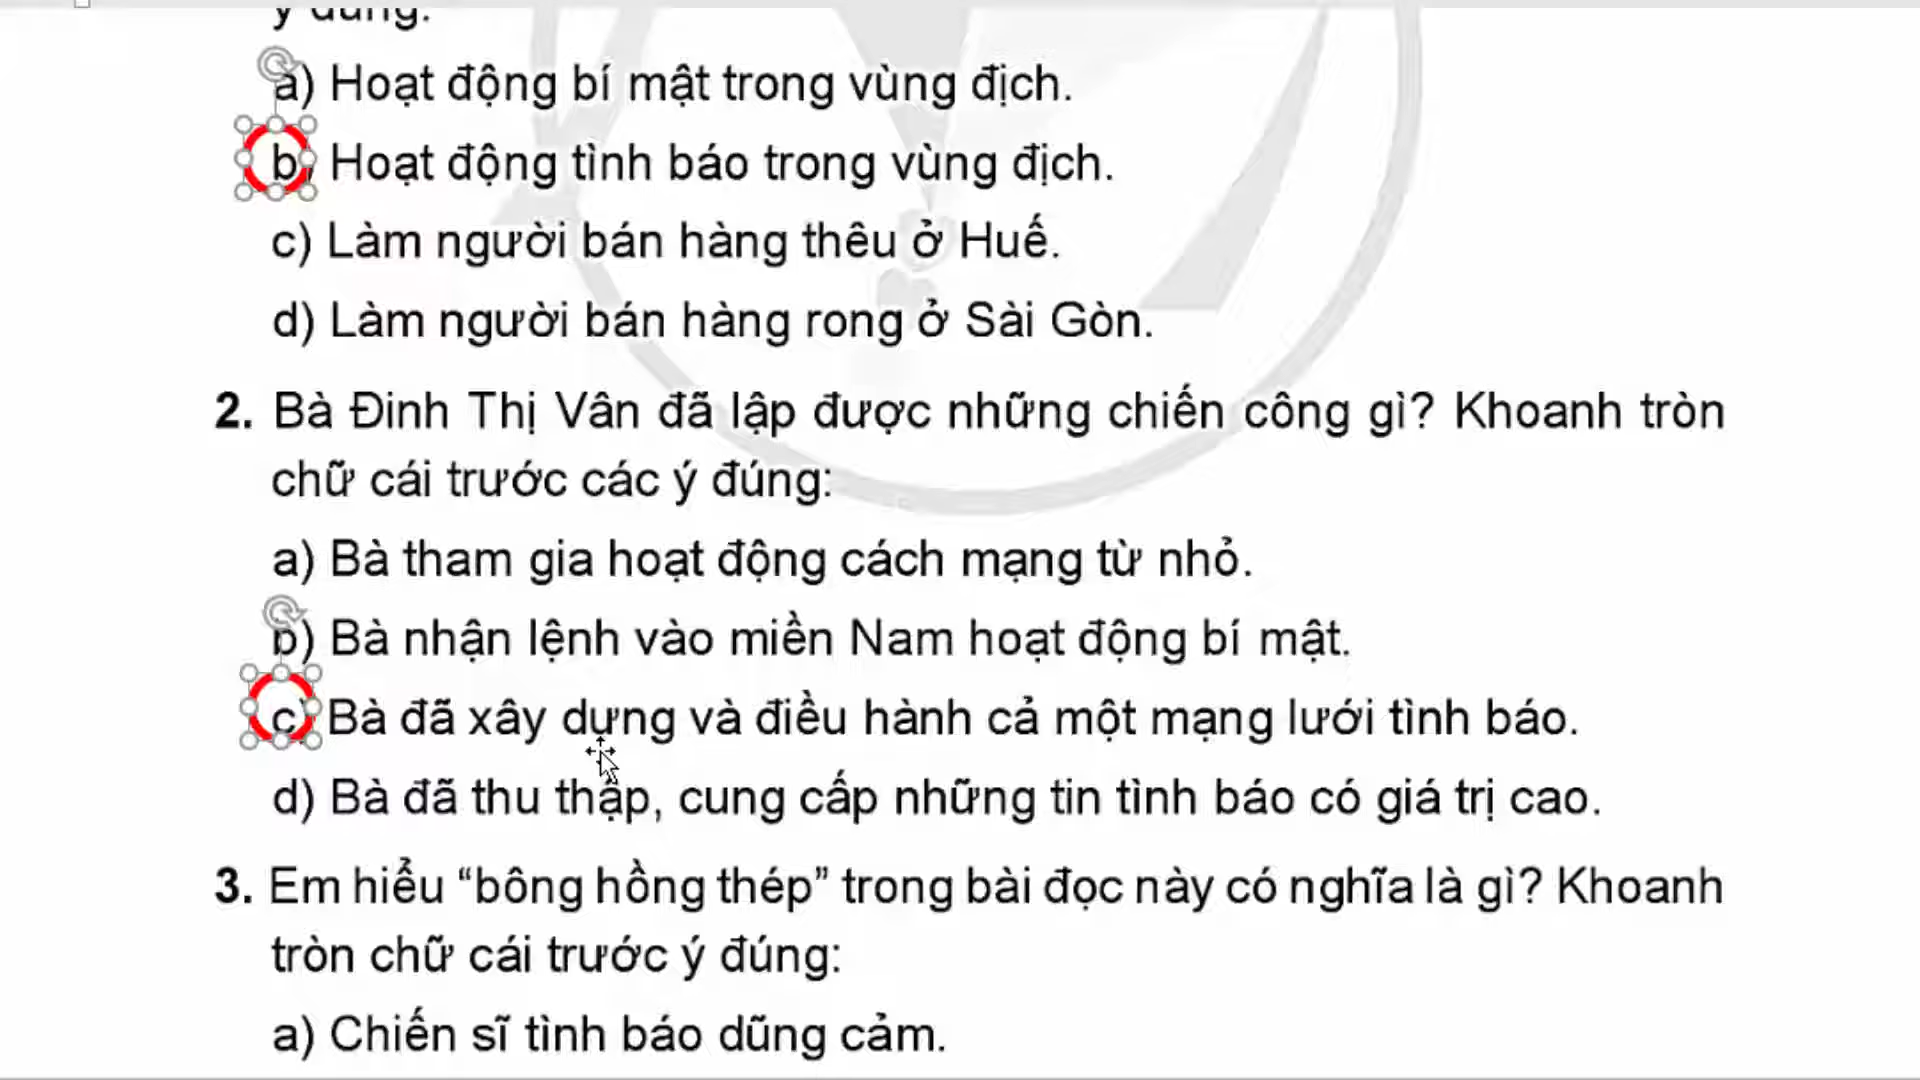 ý đúng:
a) Hoạt động bí mật trong vùng địch.
b) Hoạt động tình báo trong vùng địch.
c) Làm người bán hàng thêu ở Huế.
d) Làm người bán hàng rong ở Sài Gòn.
2. Bà Đinh Thị Vân đã lập được những chiến công gì? Khoanh tròn
chữ cái trước các ý đúng:
a) Bà tham gia hoạt động cách mạng từ nhỏ.
b) Bà nhận lệnh vào miền Nam hoạt động bí mật.
c) Bà đã xây dựng và điều hành cả một mạng lưới tình báo.
d) Bà đã thu thập, cung cấp những tin tình báo có giá trị cao.
3. Em hiểu “bông hồng thép” trong bài đọc này có nghĩa là gì? Khoanh
tròn chữ cái trước ý đúng:
a) Chiến sĩ tình báo dũng cảm.